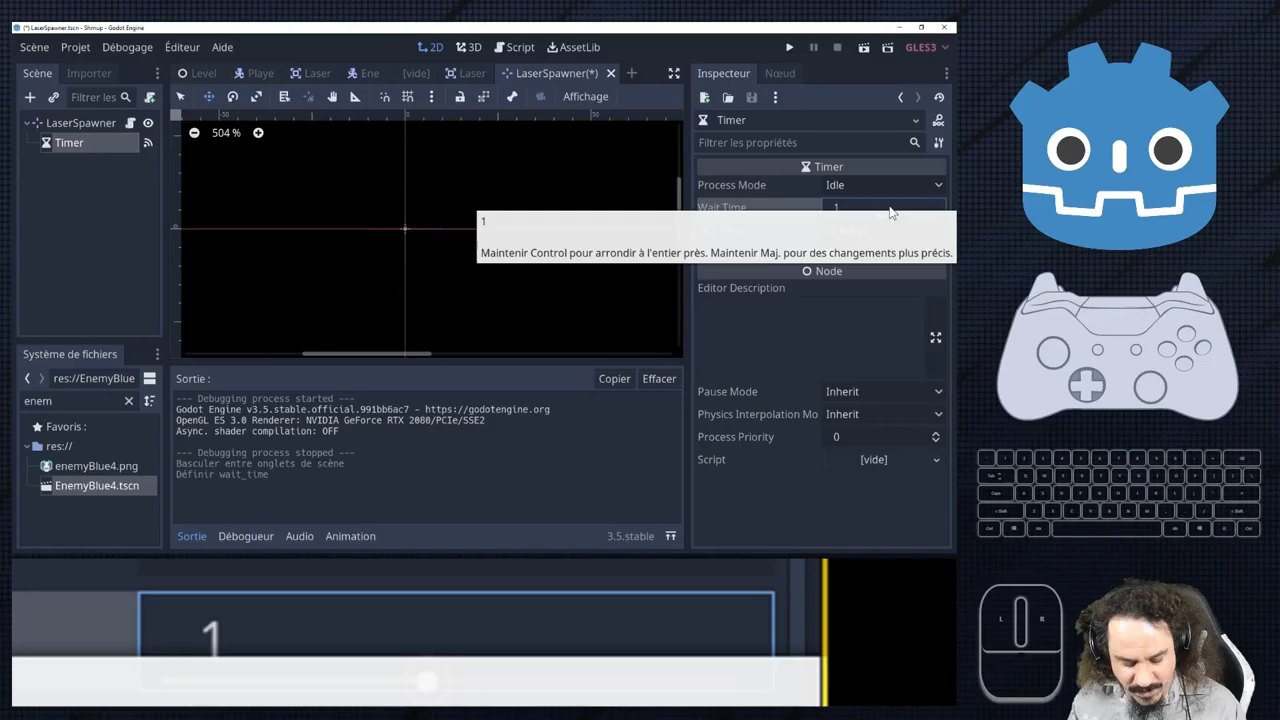 (*) LaserSpawner.tscn - Shmup - Godot Engine
Scène Projet Débogage Éditeur Aide
2D 3D Script AssetLib
GLES3
Scène Importer
Level Playe Laser Ene [vide] Laser LaserSpawner(*)
Inspecteur Nœud
Filtrer les
Affichage
LaserSpawner
Timer
-50 0 50
504 %
0
Timer
Filtrer les propriétés
Timer
Process Mode Idle
Wait Time 1
1
Maintenir Control pour arrondir à l'entier près. Maintenir Maj. pour des changements plus précis.
Node
Editor Description
Pause Mode Inherit
Physics Interpolation Mo Inherit
Process Priority 0
Script [vide]
Système de fichiers
res://EnemyBlue
enem
Favoris :
res://
enemyBlue4.png
EnemyBlue4.tscn
Sortie :
Copier Effacer
--- Debugging process started ---
Godot Engine v3.5.stable.official.991bb6ac7 - https://godotengine.org
OpenGL ES 3.0 Renderer: NVIDIA GeForce RTX 2080/PCIe/SSE2
Async. shader compilation: OFF
--- Debugging process stopped ---
Basculer entre onglets de scène
Définir wait_time
Sortie Débogueur Audio Animation
3.5.stable
1
L R